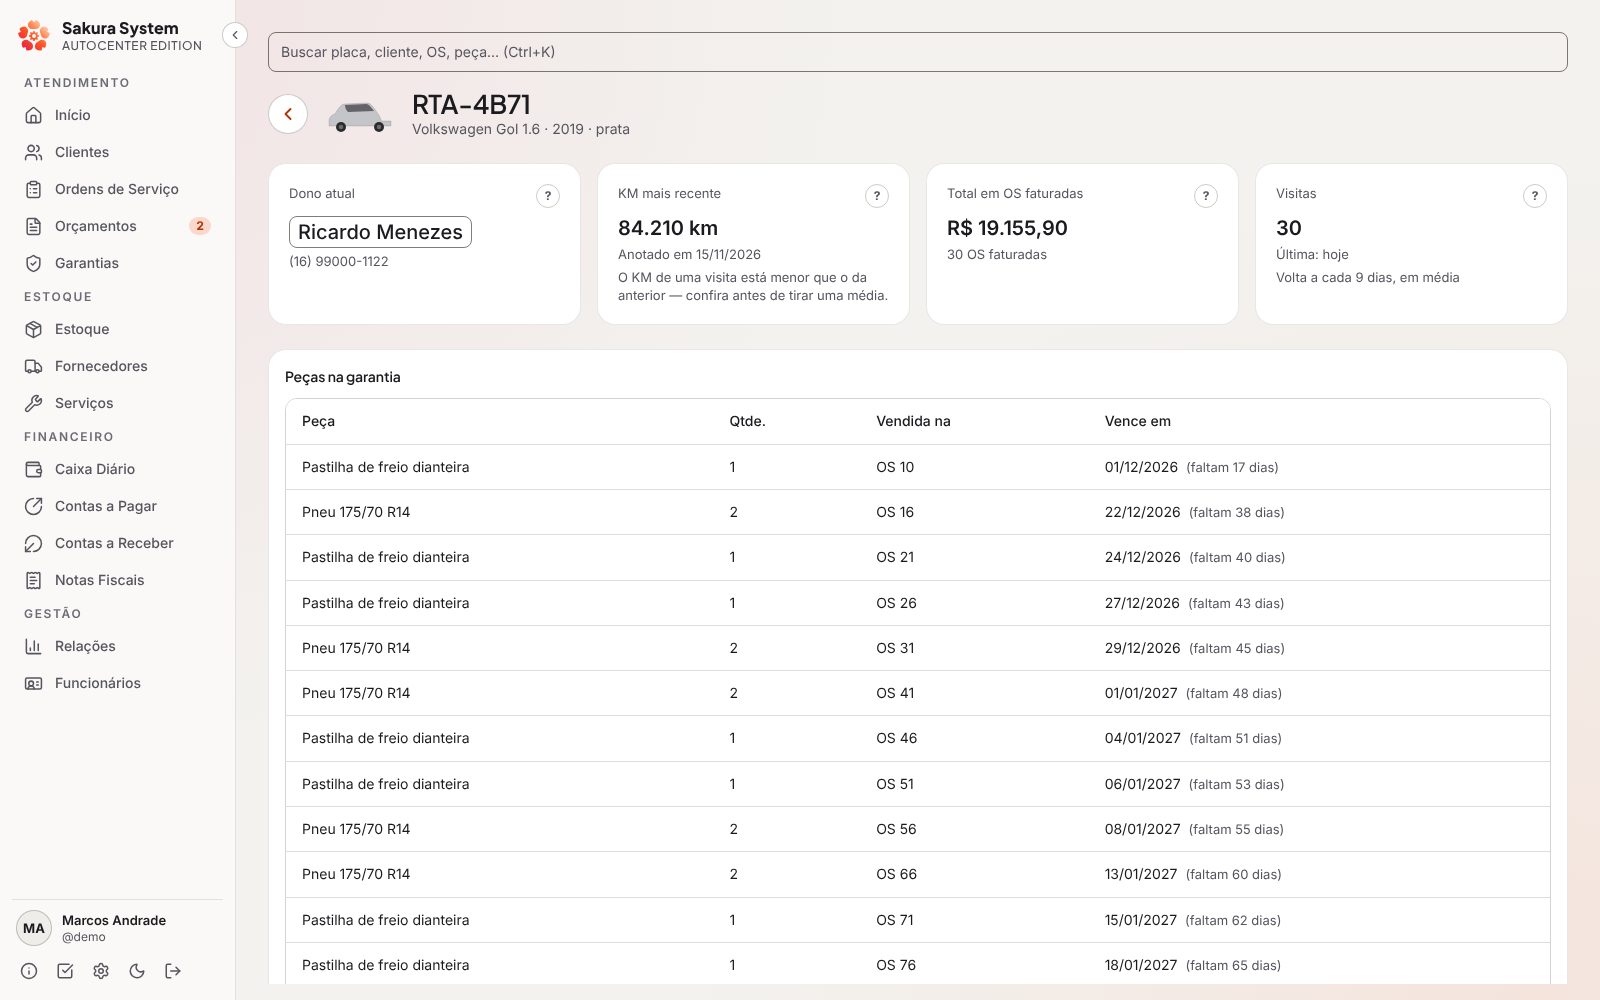 Sakura System
AUTOCENTER EDITION
ATENDIMENTO
Início
Clientes
Ordens de Serviço
Orçamentos 2
Garantias
ESTOQUE
Estoque
Fornecedores
Serviços
FINANCEIRO
Caixa Diário
Contas a Pagar
Contas a Receber
Notas Fiscais
GESTÃO
Relações
Funcionários
MA
Marcos Andrade
@demo
Buscar placa, cliente, OS, peça... (Ctrl+K)
RTA-4B71
Volkswagen Gol 1.6 · 2019 · prata
Dono atual ?
Ricardo Menezes
(16) 99000-1122
KM mais recente ?
84.210 km
Anotado em 15/11/2026
O KM de uma visita está menor que o da
anterior — confira antes de tirar uma média.
Total em OS faturadas ?
R$ 19.155,90
30 OS faturadas
Visitas ?
30
Última: hoje
Volta a cada 9 dias, em média
Peças na garantia
Peça Qtde. Vendida na Vence em
Pastilha de freio dianteira 1 OS 10 01/12/2026 (faltam 17 dias)
Pneu 175/70 R14 2 OS 16 22/12/2026 (faltam 38 dias)
Pastilha de freio dianteira 1 OS 21 24/12/2026 (faltam 40 dias)
Pastilha de freio dianteira 1 OS 26 27/12/2026 (faltam 43 dias)
Pneu 175/70 R14 2 OS 31 29/12/2026 (faltam 45 dias)
Pneu 175/70 R14 2 OS 41 01/01/2027 (faltam 48 dias)
Pastilha de freio dianteira 1 OS 46 04/01/2027 (faltam 51 dias)
Pastilha de freio dianteira 1 OS 51 06/01/2027 (faltam 53 dias)
Pneu 175/70 R14 2 OS 56 08/01/2027 (faltam 55 dias)
Pneu 175/70 R14 2 OS 66 13/01/2027 (faltam 60 dias)
Pastilha de freio dianteira 1 OS 71 15/01/2027 (faltam 62 dias)
Pastilha de freio dianteira 1 OS 76 18/01/2027 (faltam 65 dias)